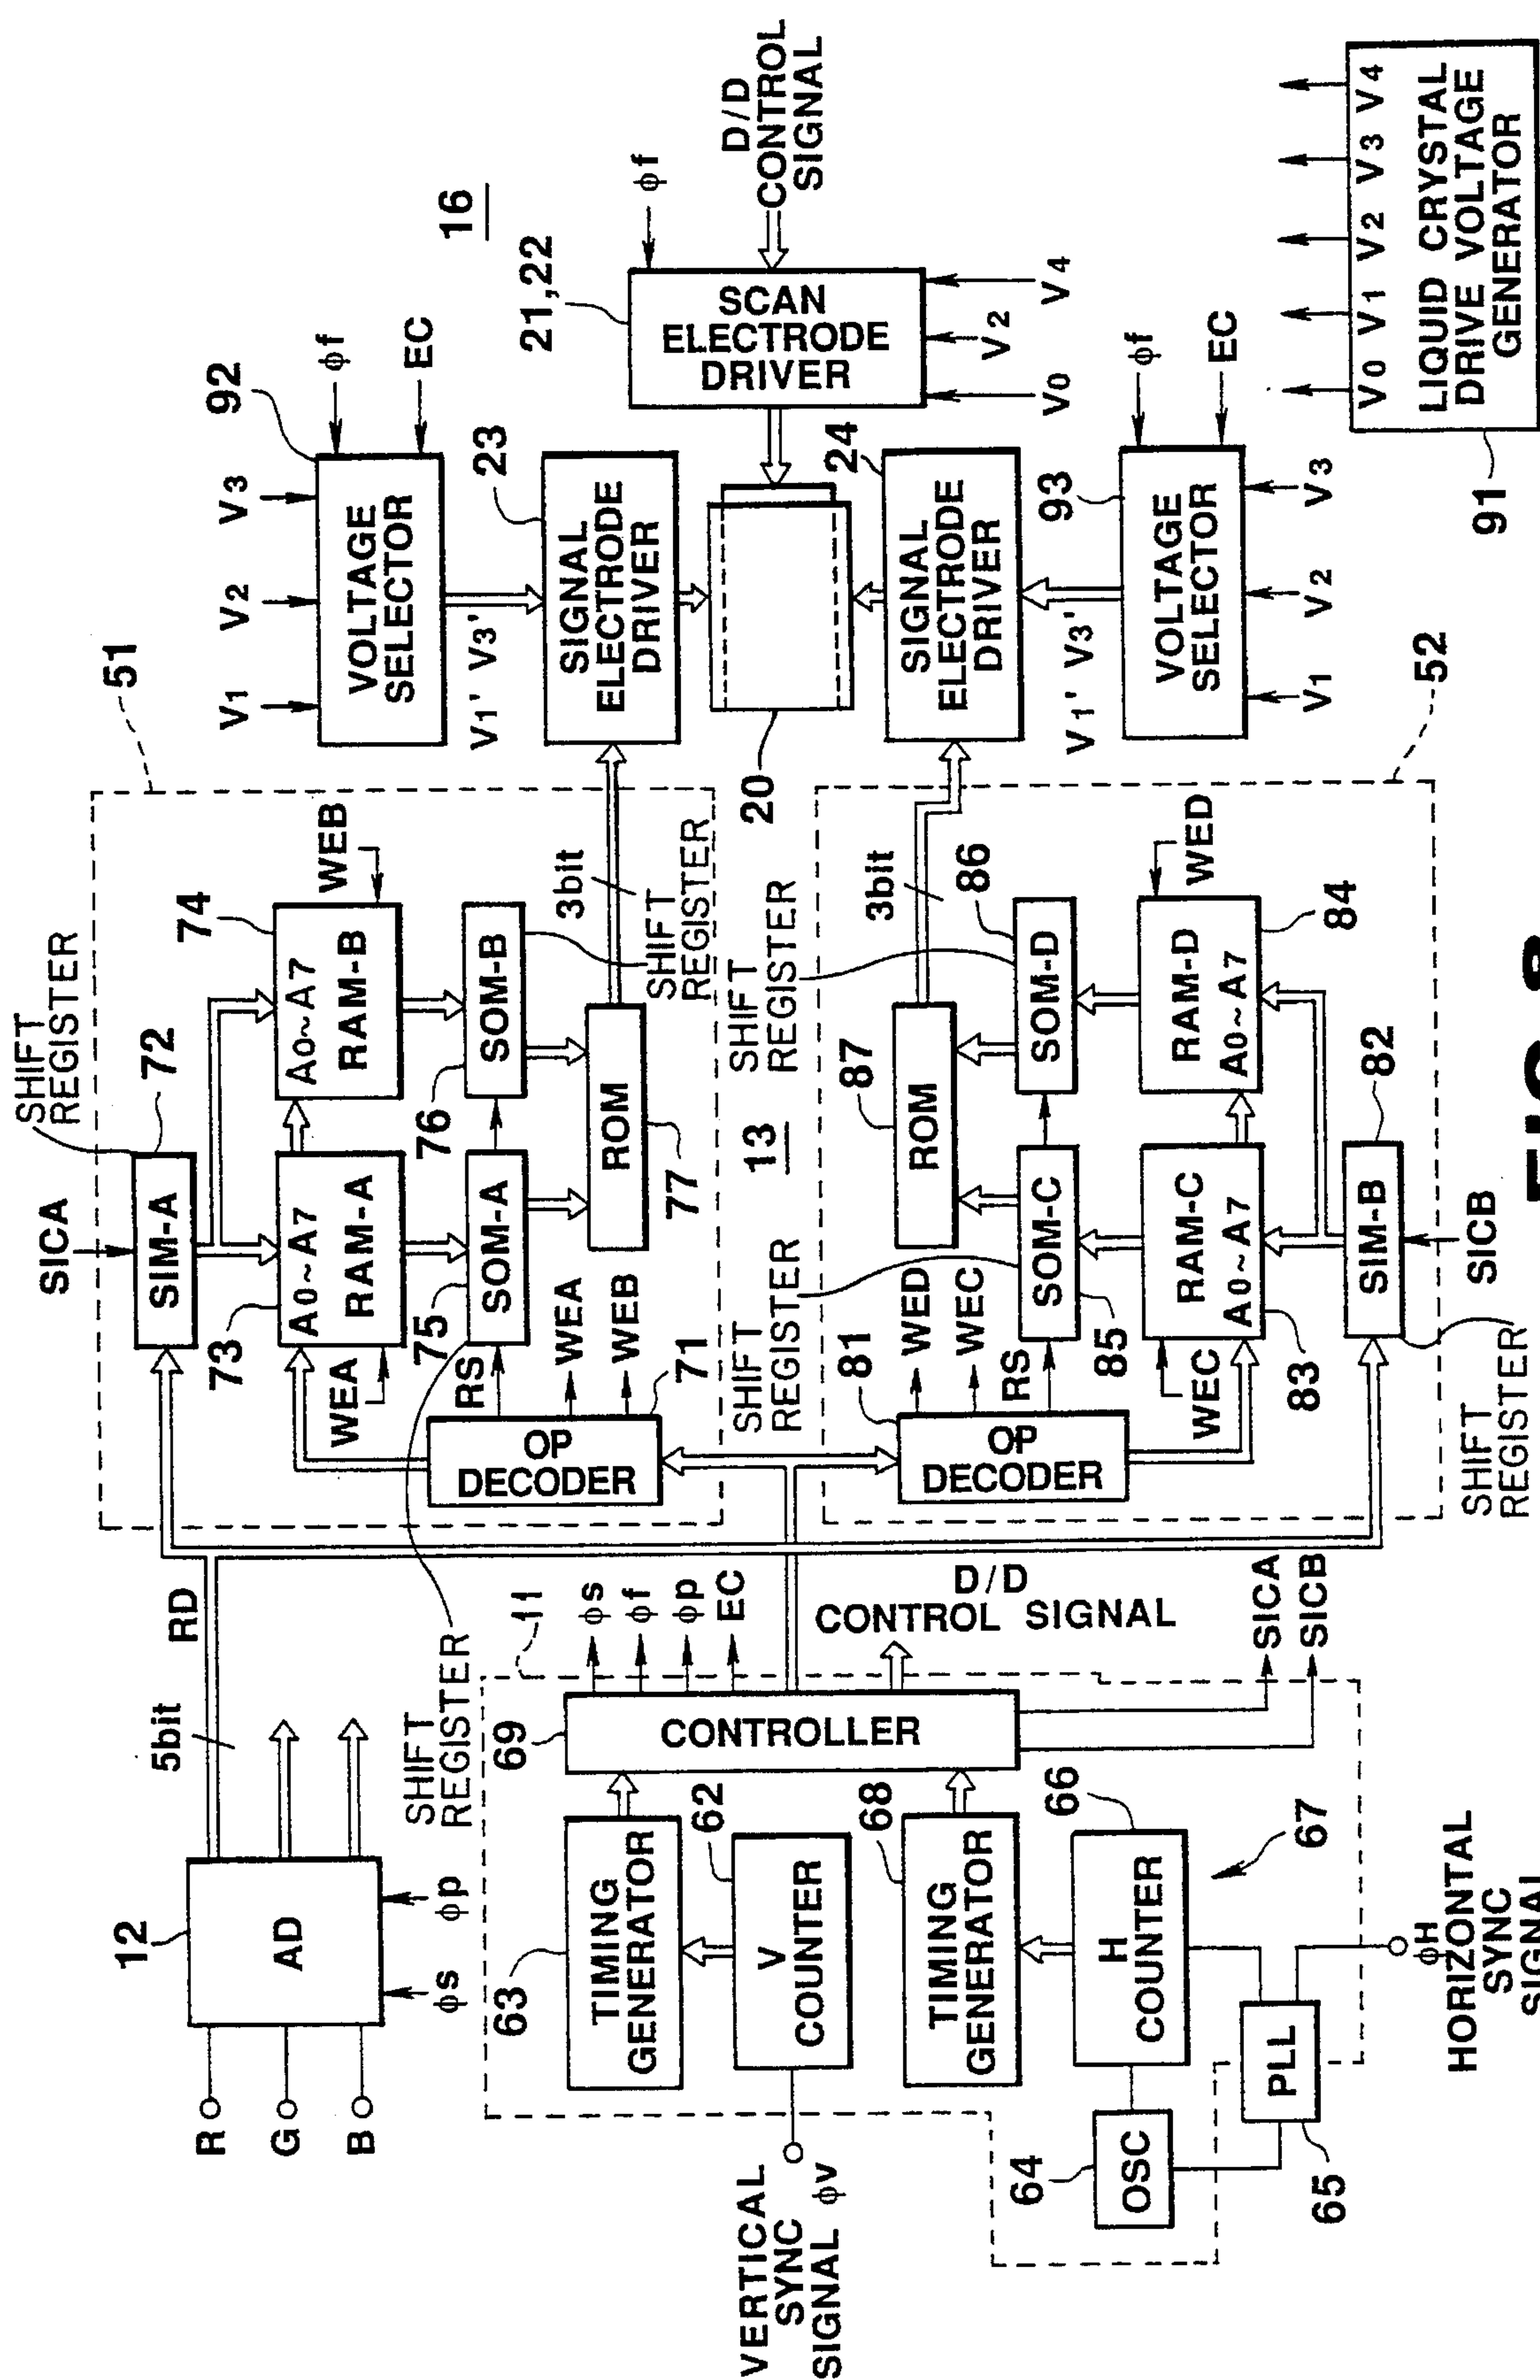 12
AD
R
G
B
φs
φp
5bit
RD
SHIFT
REGISTER
SICA
SHIFT
REGISTER
72
SIM-A
73
A0~A7
RAM-A
WEA
74
A0~A7
RAM-B
WEB
51
75
SOM-A
RS
76
SOM-B
WEA
WEB
71
OP
DECODER
ROM
77
3bit
SHIFT
REGISTER
V1
V2
V3
92
VOLTAGE
SELECTOR
φf
EC
V1' V3'
23
SIGNAL
ELECTRODE
DRIVER
20
16
21,22
SCAN
ELECTRODE
DRIVER
φf
D/D
CONTROL
SIGNAL
V0
V2
V4
24
SIGNAL
ELECTRODE
DRIVER
V1' V3'
93
VOLTAGE
SELECTOR
φf
EC
V1
V2
V3
52
13
SHIFT
REGISTER
SHIFT
REGISTER
81
OP
DECODER
WED
WEC
RS
87
ROM
3bit
SOM-C
85
86
SOM-D
RAM-C
A0~A7
WEC
83
RAM-D
A0~A7
WED
84
SIM-B
82
SICB
SHIFT
REGISTER
11
φs
φf
φp
EC
D/D
CONTROL SIGNAL
SICA
SICB
69
CONTROLLER
63
TIMING
GENERATOR
62
V
COUNTER
68
TIMING
GENERATOR
66
H
COUNTER
67
64
OSC
PLL
65
VERTICAL
SYNC
SIGNAL φV
φH
HORIZONTAL
SYNC
SIGNAL
91
V0 V1 V2 V3 V4
LIQUID CRYSTAL
DRIVE VOLTAGE
GENERATOR